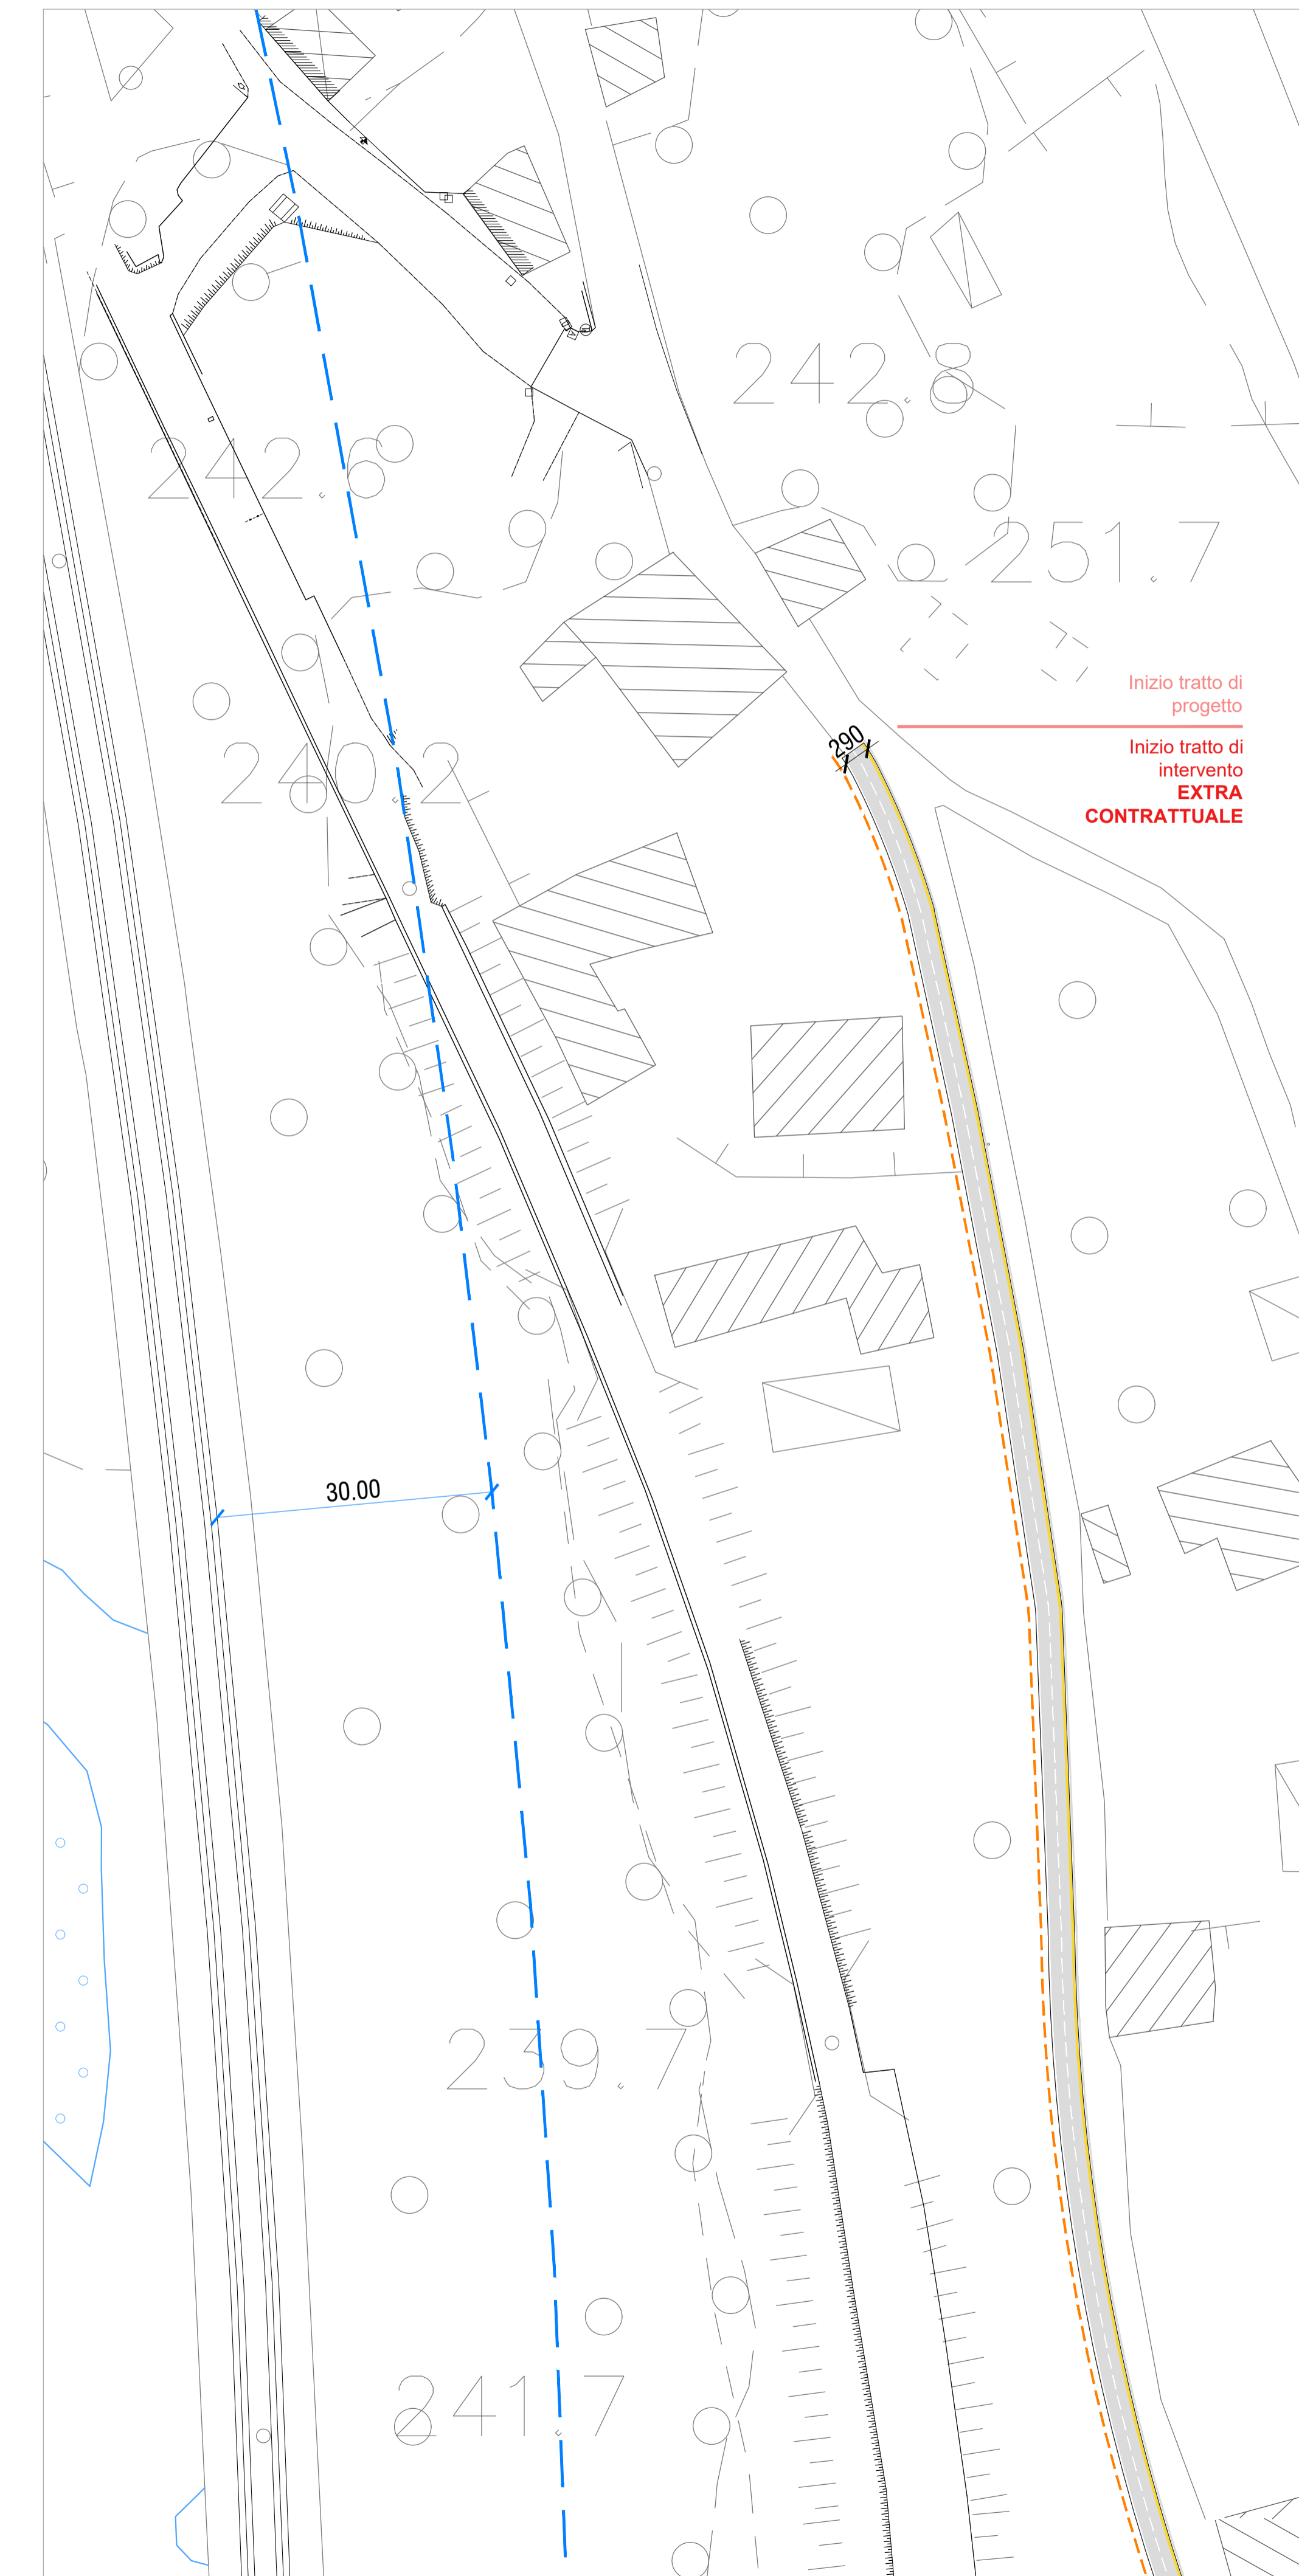 242.8
242.6
251.7
Inizio tratto di
progetto
290
Inizio tratto di
intervento
EXTRA
CONTRATTUALE
240.2
30.00
239.7
241.7